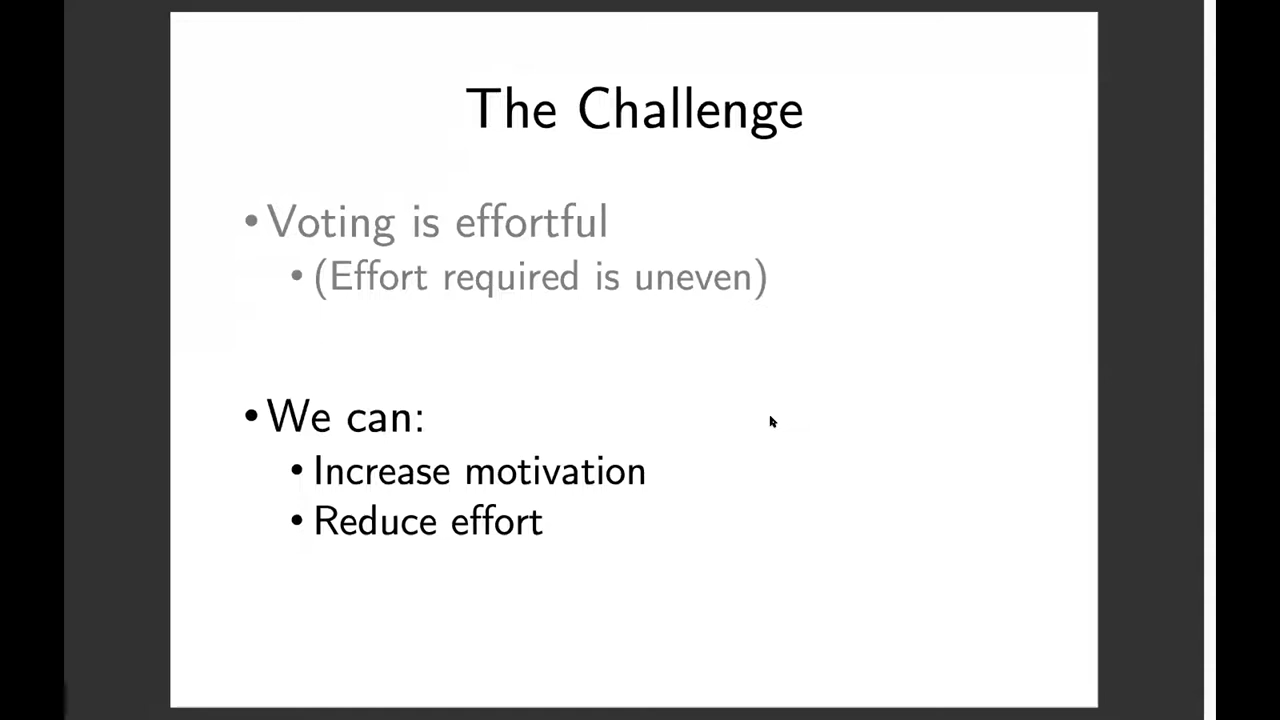 The Challenge
• Voting is effortful
• (Effort required is uneven)
• We can:
• Increase motivation
• Reduce effort